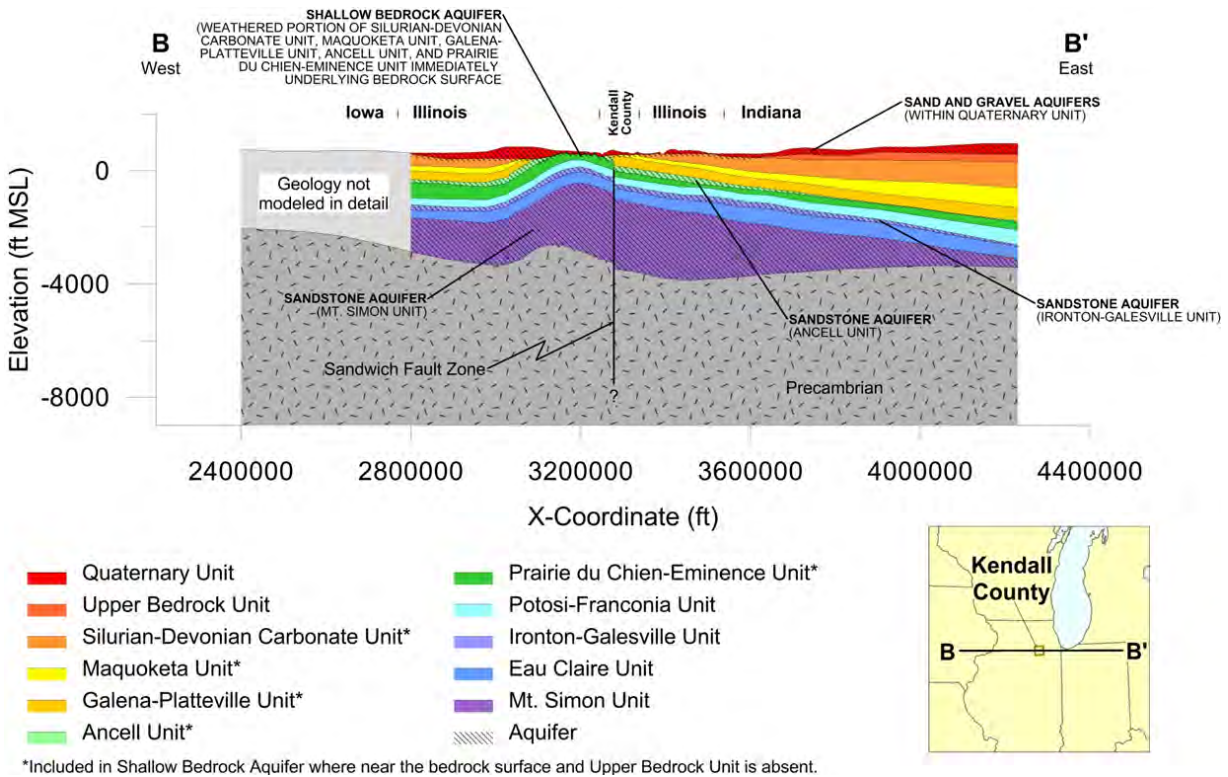 SHALLOW BEDROCK AQUIFER
(WEATHERED PORTION OF SILURIAN-DEVONIAN
CARBONATE UNIT, MAQUOKETA UNIT, GALENA-
PLATTEVILLE UNIT, ANCELL UNIT, AND PRAIRIE
DU CHIEN-EMINENCE UNIT IMMEDIATELY
UNDERLYING BEDROCK SURFACE
B
West
B'
East
Iowa
Illinois
Kendall
County
Illinois
Indiana
SAND AND GRAVEL AQUIFERS
(WITHIN QUATERNARY UNIT)
Geology not
modeled in detail
SANDSTONE AQUIFER
(MT. SIMON UNIT)
SANDSTONE AQUIFER
(ANCELL UNIT)
SANDSTONE AQUIFER
(IRONTON-GALESVILLE UNIT)
Sandwich Fault Zone
?
Precambrian
Elevation (ft MSL)
0
-4000
-8000
2400000 2800000 3200000 3600000 4000000 4400000
X-Coordinate (ft)
Quaternary Unit
Upper Bedrock Unit
Silurian-Devonian Carbonate Unit*
Maquoketa Unit*
Galena-Platteville Unit*
Ancell Unit*
Prairie du Chien-Eminence Unit*
Potosi-Franconia Unit
Ironton-Galesville Unit
Eau Claire Unit
Mt. Simon Unit
Aquifer
*Included in Shallow Bedrock Aquifer where near the bedrock surface and Upper Bedrock Unit is absent.
Kendall
County
B
B'